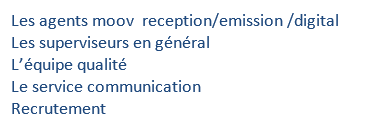 Les agents moov  reception/emission /digital
Les superviseurs en général
L'équipe qualité
Le service communication
Recrutement